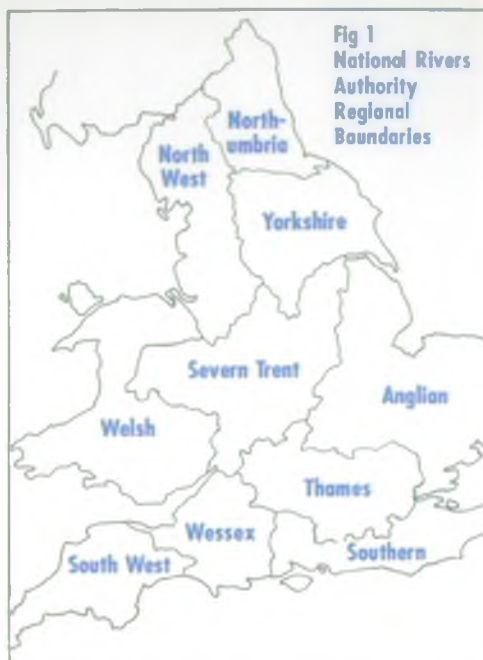 Fig 1
National Rivers
Authority
Regional
Boundaries
North-
umbria
North
West
Yorkshire
Severn Trent
Anglian
Welsh
Thames
Wessex
Southern
South West